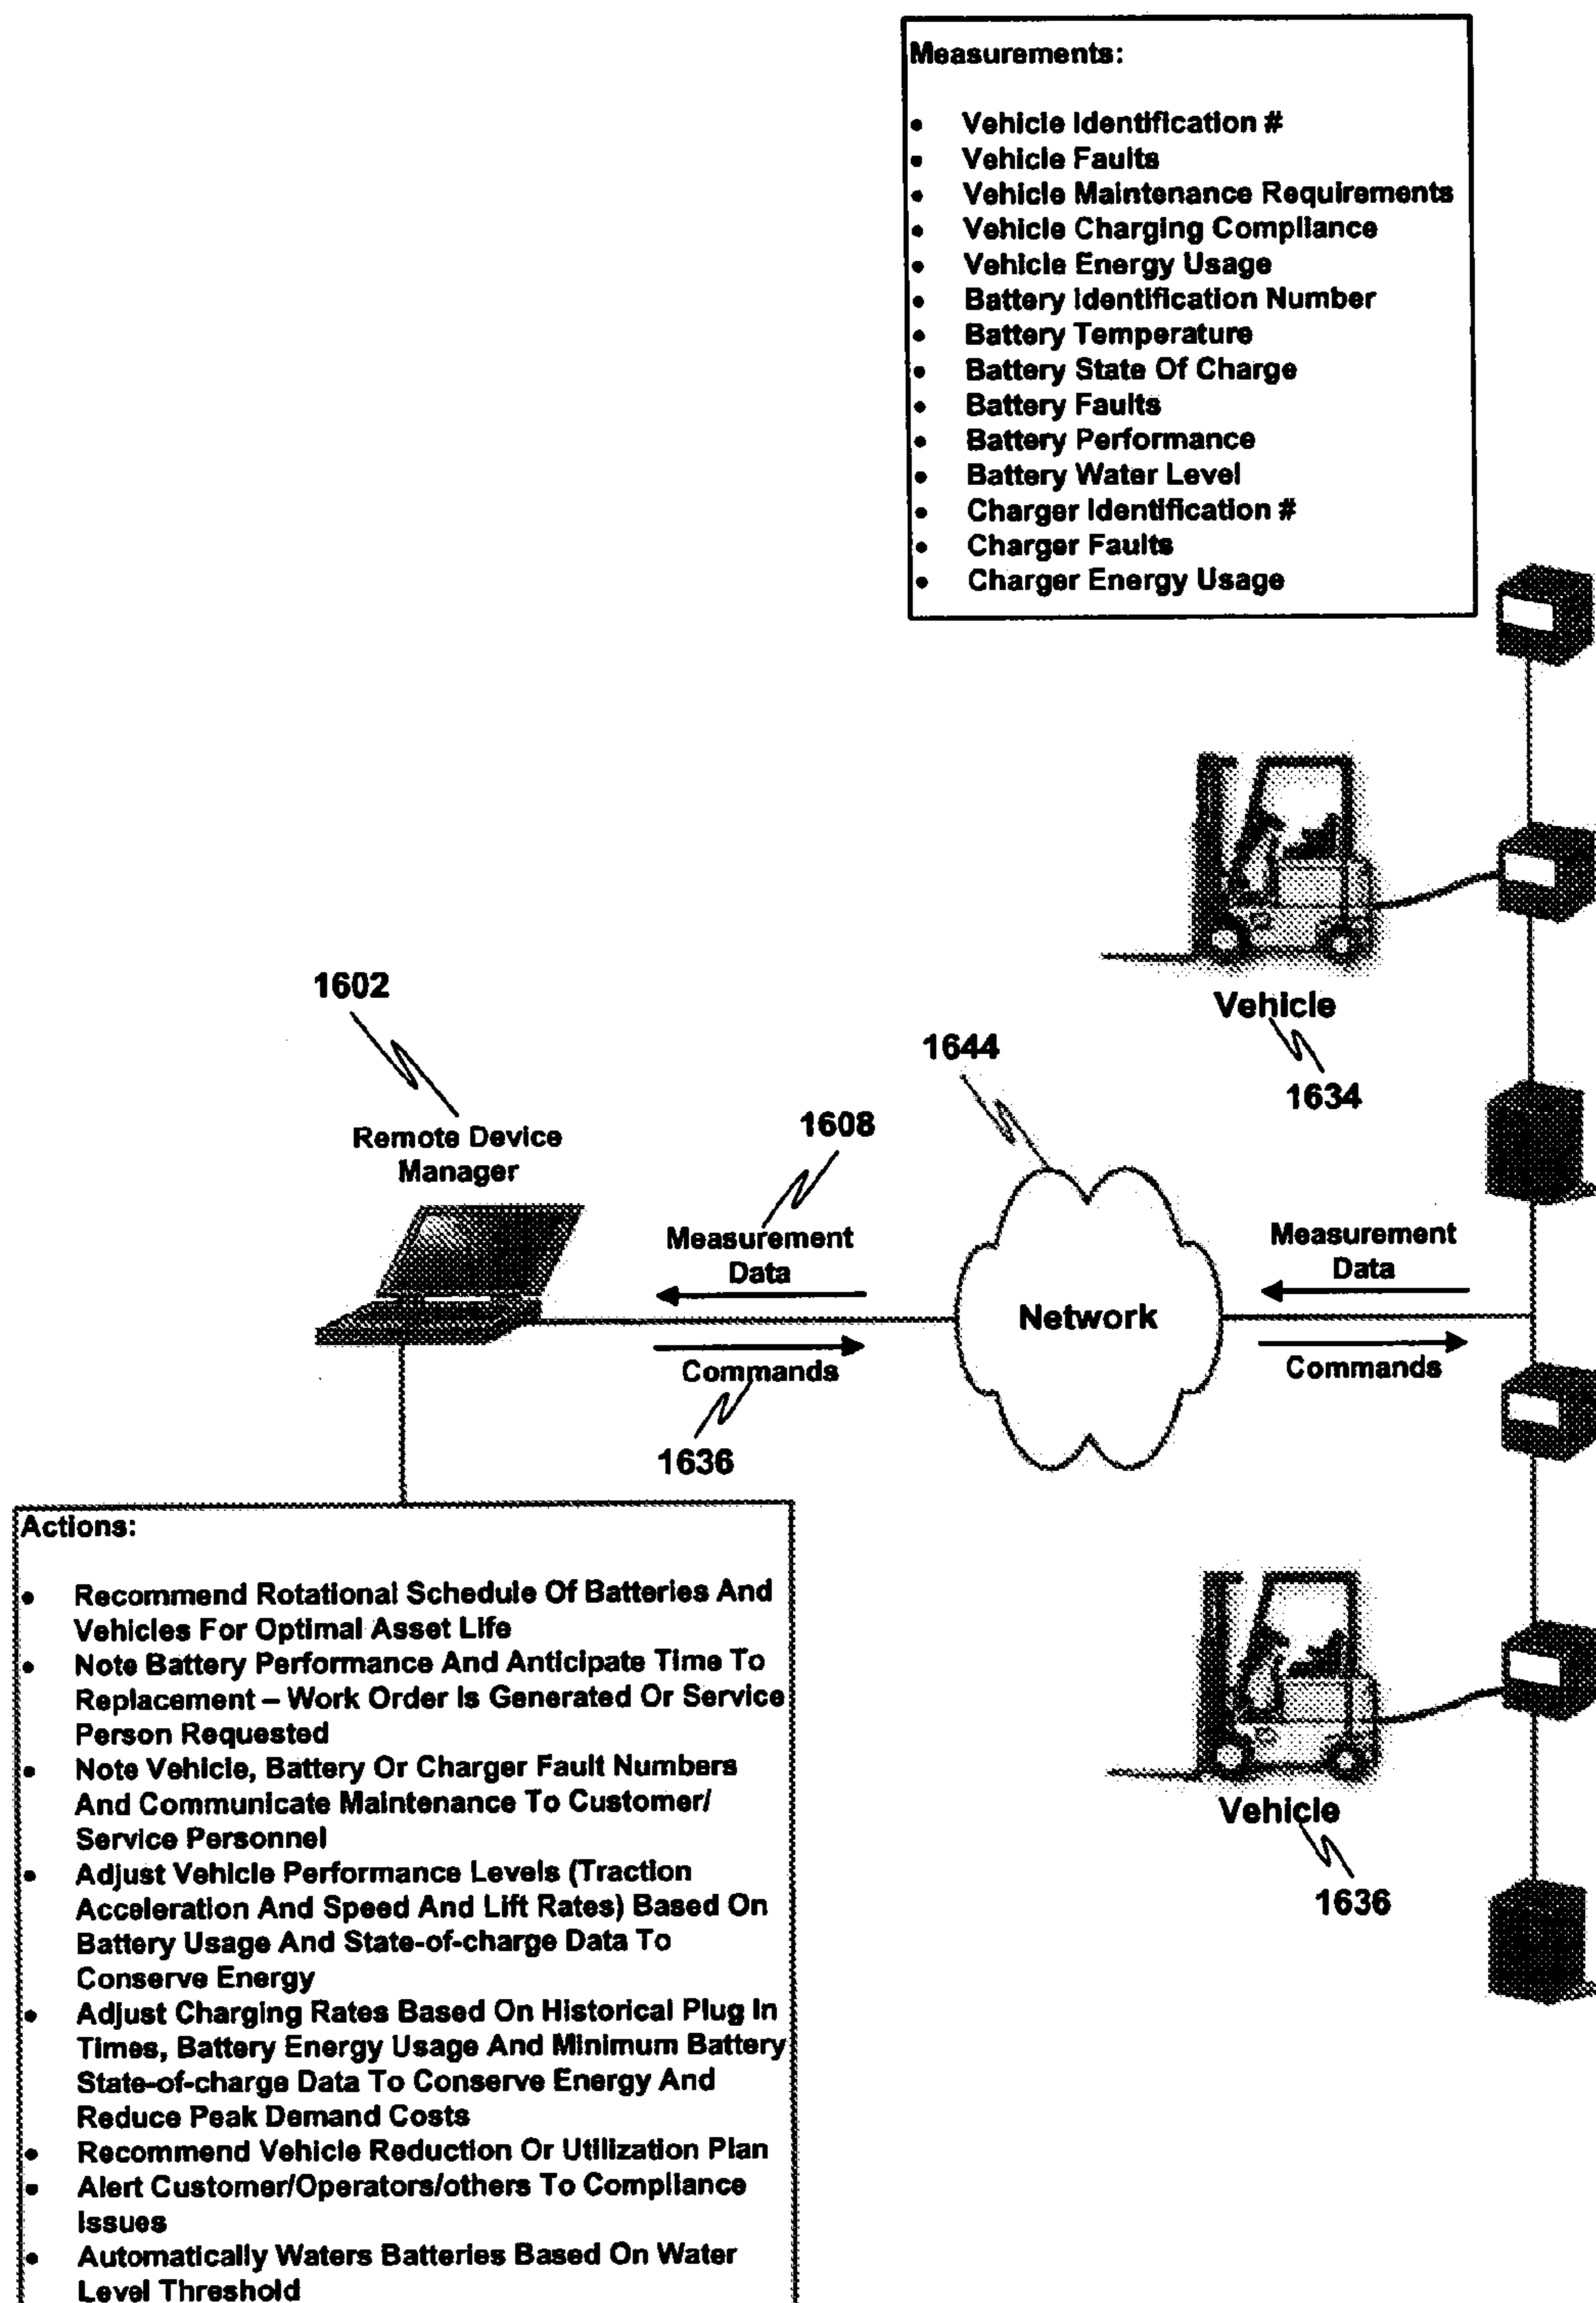 Measurements:
• Vehicle Identification #
• Vehicle Faults
• Vehicle Maintenance Requirements
• Vehicle Charging Compliance
• Vehicle Energy Usage
• Battery Identification Number
• Battery Temperature
• Battery State Of Charge
• Battery Faults
• Battery Performance
• Battery Water Level
• Charger Identification #
• Charger Faults
• Charger Energy Usage
Vehicle
1634
1602
Remote Device
Manager
1644
1608
Measurement
Data
Commands
1636
Network
Measurement
Data
Commands
Vehicle
1636
Actions:
• Recommend Rotational Schedule Of Batteries And
Vehicles For Optimal Asset Life
• Note Battery Performance And Anticipate Time To
Replacement – Work Order Is Generated Or Service
Person Requested
• Note Vehicle, Battery Or Charger Fault Numbers
And Communicate Maintenance To Customer/
Service Personnel
• Adjust Vehicle Performance Levels (Traction
Acceleration And Speed And Lift Rates) Based On
Battery Usage And State-of-charge Data To
Conserve Energy
• Adjust Charging Rates Based On Historical Plug In
Times, Battery Energy Usage And Minimum Battery
State-of-charge Data To Conserve Energy And
Reduce Peak Demand Costs
• Recommend Vehicle Reduction Or Utilization Plan
• Alert Customer/Operators/others To Compliance
Issues
• Automatically Waters Batteries Based On Water
Level Threshold